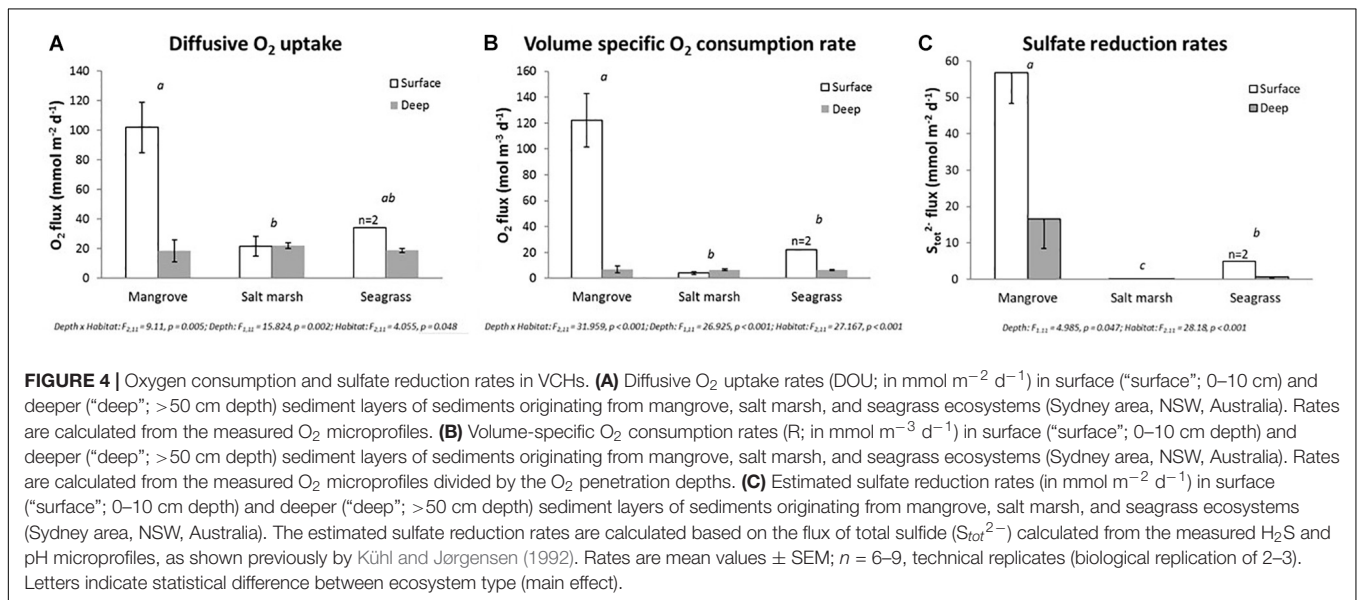 A Diffusive O2 uptake
O2 flux (mmol m-2 d-1)
140
120
100
80
60
40
20
0
a
b
ab
n=2
Surface
Deep
Mangrove Salt marsh Seagrass
Depth x Habitat: F2,11 = 9.11, p = 0.005; Depth: F1,11 = 15.824, p = 0.002; Habitat: F2,11 = 4.055, p = 0.048
B Volume specific O2 consumption rate
O2 flux (mol m-3 d-1)
160
140
120
100
80
60
40
20
0
a
b
b
n=2
Surface
Deep
Mangrove Salt marsh Seagrass
Depth x Habitat: F2,11 = 31.959, p < 0.001; Depth: F1,11 = 26.925, p < 0.001; Habitat: F2,11 = 27.167, p < 0.001
C Sulfate reduction rates
Stot2- flux (mmol m-2 d-1)
60
50
40
30
20
10
0
a
c
b
n=2
Surface
Deep
Mangrove Salt marsh Seagrass
Depth: F1,11 = 4.985, p = 0.047; Habitat: F2,11 = 28.18, p < 0.001
FIGURE 4 | Oxygen consumption and sulfate reduction rates in VCHs. (A) Diffusive O2 uptake rates (DOU; in mmol m−2 d−1) in surface (“surface”; 0–10 cm) and
deeper (“deep”; >50 cm depth) sediment layers of sediments originating from mangrove, salt marsh, and seagrass ecosystems (Sydney area, NSW, Australia). Rates
are calculated from the measured O2 microprofiles. (B) Volume-specific O2 consumption rates (R; in mmol m−3 d−1) in surface (“surface”; 0–10 cm depth) and
deeper (“deep”; >50 cm depth) sediment layers of sediments originating from mangrove, salt marsh, and seagrass ecosystems (Sydney area, NSW, Australia). Rates
are calculated from the measured O2 microprofiles divided by the O2 penetration depths. (C) Estimated sulfate reduction rates (in mmol m−2 d−1) in surface
(“surface”; 0–10 cm depth) and deeper (“deep”; >50 cm depth) sediment layers of sediments originating from mangrove, salt marsh, and seagrass ecosystems
(Sydney area, NSW, Australia). The estimated sulfate reduction rates are calculated based on the flux of total sulfide (Stot2−) calculated from the measured H2S and
pH microprofiles, as shown previously by Kühl and Jørgensen (1992). Rates are mean values ± SEM; n = 6–9, technical replicates (biological replication of 2–3).
Letters indicate statistical difference between ecosystem type (main effect).